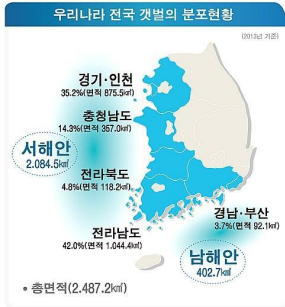 우리나라 전국 갯벌의 분포현황
(2013년 기준)
경기·인천
35.2%(면적 875.5㎢)
충청남도
14.3%(면적 357.0㎢)
서해안
2.084.5㎢
전라북도
4.8%(면적 118.2㎢)
경남·부산
3.7%(면적 92.1㎢)
전라남도
42.0%(면적 1.044.4㎢)
남해안
402.7㎢
• 총면적(2.487.2㎢)